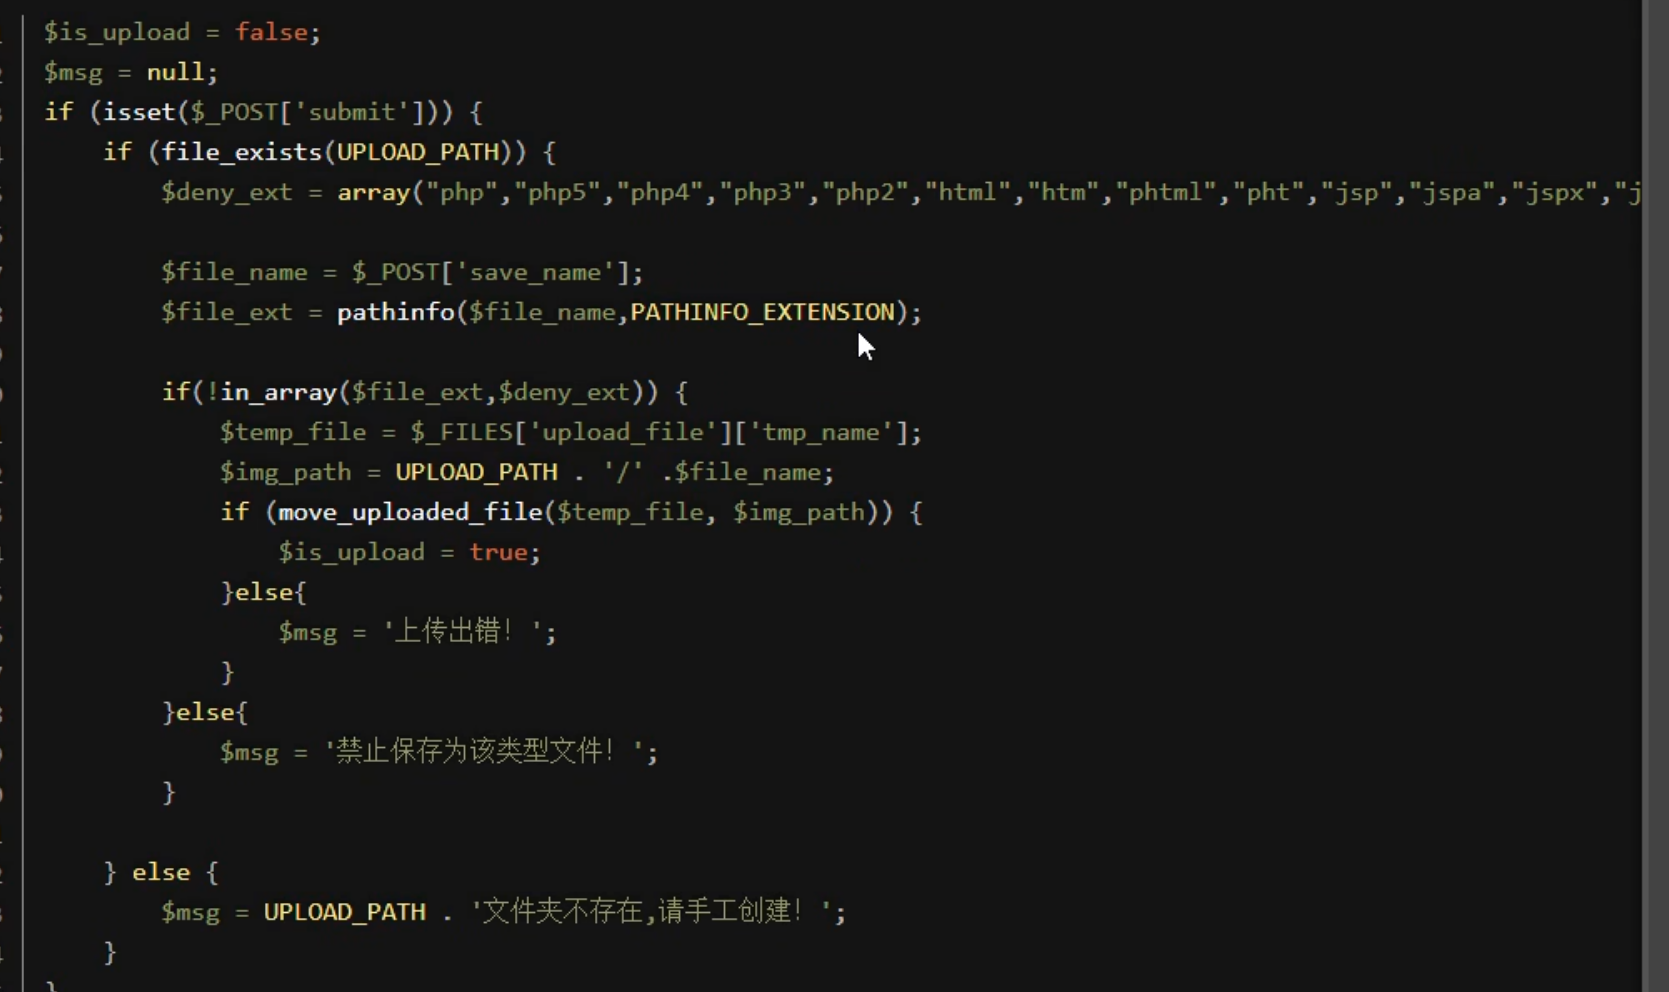 $is_upload = false;
$msg = null;
if (isset($_POST['submit'])) {
    if (file_exists(UPLOAD_PATH)) {
        $deny_ext = array("php","php5","php4","php3","php2","html","htm","phtml","pht","jsp","jspa","jspx","j
        $file_name = $_POST['save_name'];
        $file_ext = pathinfo($file_name,PATHINFO_EXTENSION);
        if(!in_array($file_ext,$deny_ext)) {
            $temp_file = $_FILES['upload_file']['tmp_name'];
            $img_path = UPLOAD_PATH . '/' .$file_name;
            if (move_uploaded_file($temp_file, $img_path)) {
                $is_upload = true;
            }else{
                $msg = '上传出错！';
            }
        }else{
            $msg = '禁止保存为该类型文件！';
        }
    } else {
        $msg = UPLOAD_PATH . '文件夹不存在,请手工创建！';
    }
}